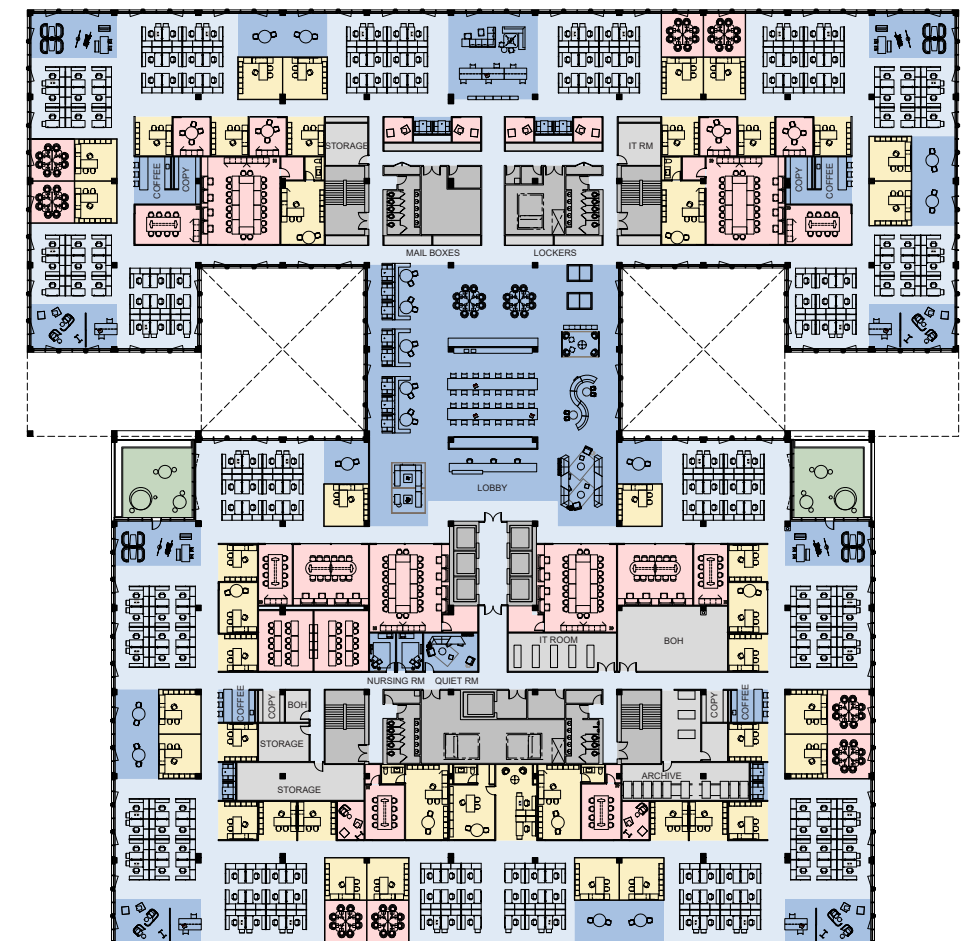 STORAGE
IT RM
COFFEE
COPY
COPY
COFFEE
MAIL BOXES
LOCKERS
LOBBY
IT ROOM
BOH
NURSING RM
QUIET RM
COFFEE
COPY
BOH
COPY
COFFEE
STORAGE
STORAGE
ARCHIVE